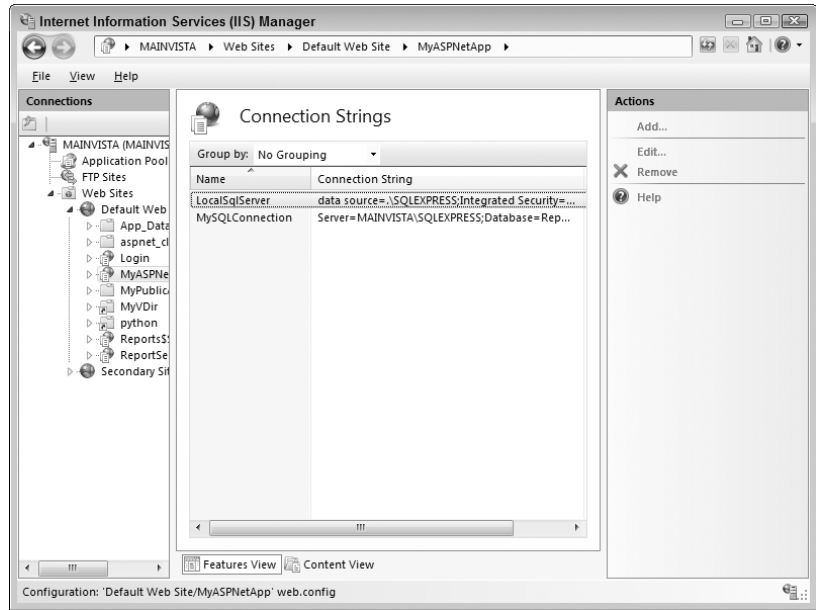 Internet Information Services (IIS) Manager
MAINVISTA Web Sites Default Web Site MyASPNetApp
File View Help
Connections
MAINVISTA (MAINVIS
Application Pool
FTP Sites
Web Sites
Default Web
App_Data
aspnet_cl
Login
MyASPNe
MyPublic
MyVDir
python
Reports$
ReportSe
Secondary Sit
Connection Strings
Group by: No Grouping
Name Connection String
LocalSqlServer data source=.\SQLEXPRESS;Integrated Security=...
MySQLConnection Server=MAINVISTA\SQLEXPRESS;Database=Rep...
Features View Content View
Actions
Add...
Edit...
Remove
Help
Configuration: 'Default Web Site/MyASPNetApp' web.config